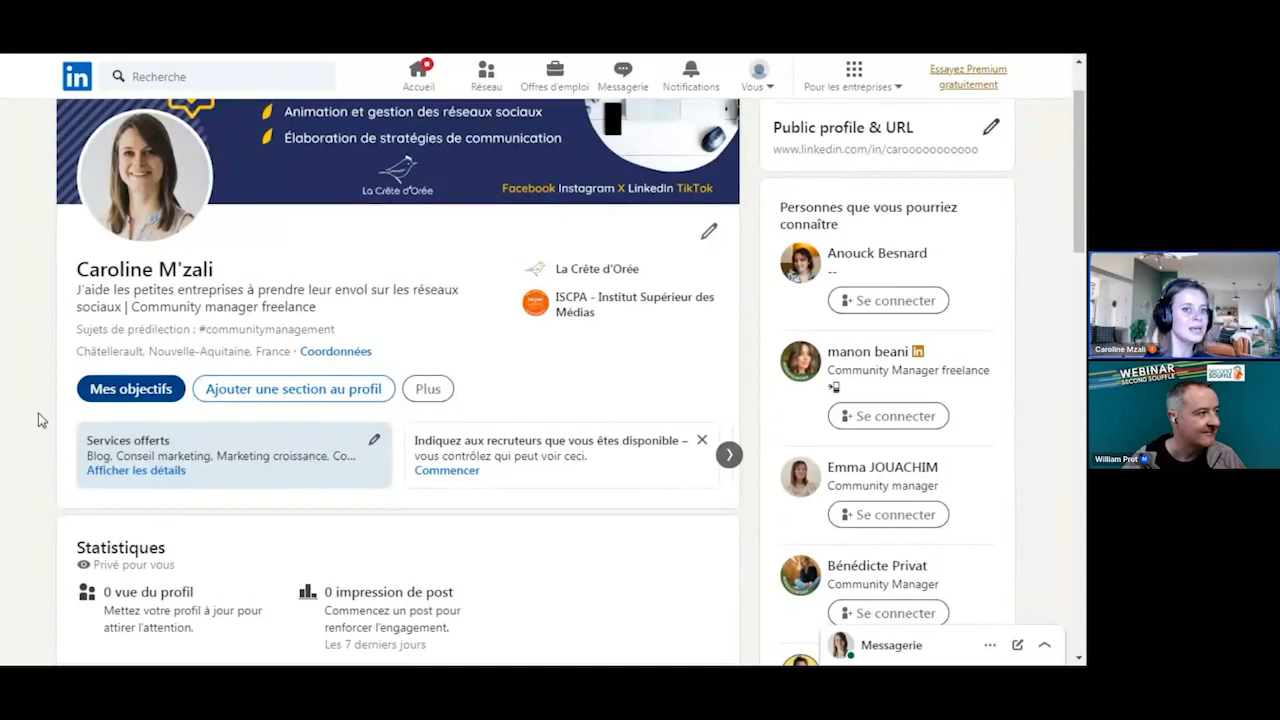 in
Recherche
Accueil
Réseau
Offres d'emploi
Messagerie
Notifications
Vous
Pour les entreprises
Essayez Premium
gratuitement
Animation et gestion des réseaux sociaux
Élaboration de stratégies de communication
La Crête d'Orée
Facebook Instagram X LinkedIn TikTok
Caroline M'zali
J'aide les petites entreprises à prendre leur envol sur les réseaux
sociaux | Community manager freelance
Sujets de prédilection : #communitymanagement
Châtellerault, Nouvelle-Aquitaine, France · Coordonnées
La Crête d'Orée
ISCPA - Institut Supérieur des
Médias
Mes objectifs
Ajouter une section au profil
Plus
Services offerts
Blog, Conseil marketing, Marketing croissance, Co...
Afficher les détails
Indiquez aux recruteurs que vous êtes disponible –
vous contrôlez qui peut voir ceci.
Commencer
Statistiques
Privé pour vous
0 vue du profil
Mettez votre profil à jour pour
attirer l'attention.
0 impression de post
Commencez un post pour
renforcer l'engagement.
Les 7 derniers jours
Public profile & URL
www.linkedin.com/in/carooooooooooo
Personnes que vous pourriez
connaître
Anouck Besnard
--
Se connecter
manon beani in
Community Manager freelance
Se connecter
Emma JOUACHIM
Community manager
Se connecter
Bénédicte Privat
Community Manager
Se connecter
Messagerie
Caroline Mzali
WEBINAR
SECOND SOUFFLE
SECOND
SOUFFLE
William Prot